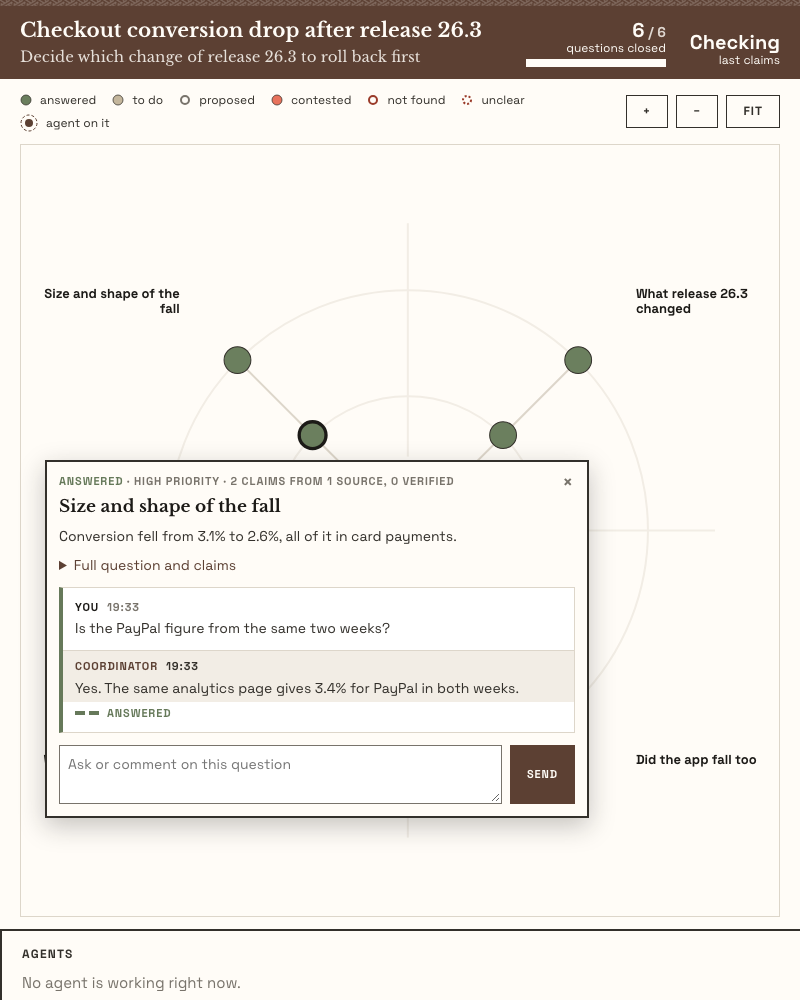 Checkout conversion drop after release 26.3
Decide which change of release 26.3 to roll back first
6 / 6
questions closed
Checking
last claims
answered
to do
proposed
contested
not found
unclear
agent on it
+
−
FIT
Size and shape of the
fall
What release 26.3
changed
ANSWERED · HIGH PRIORITY · 2 CLAIMS FROM 1 SOURCE, 0 VERIFIED
×
Size and shape of the fall
Conversion fell from 3.1% to 2.6%, all of it in card payments.
Full question and claims
YOU 19:33
Is the PayPal figure from the same two weeks?
COORDINATOR 19:33
Yes. The same analytics page gives 3.4% for PayPal in both weeks.
ANSWERED
Ask or comment on this question
SEND
Did the app fall too
AGENTS
No agent is working right now.